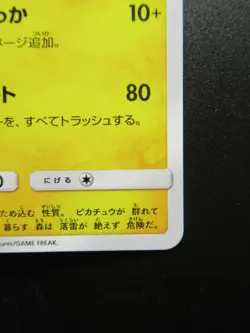 っか 10+
メージ追加。
ット 80
ーを、すべてトラッシュする。
にげる
ため込む 性質。 ピカチュウが 群れて
暮らす 森は 落雷が 絶えず 危険だ。
ures/GAME FREAK.